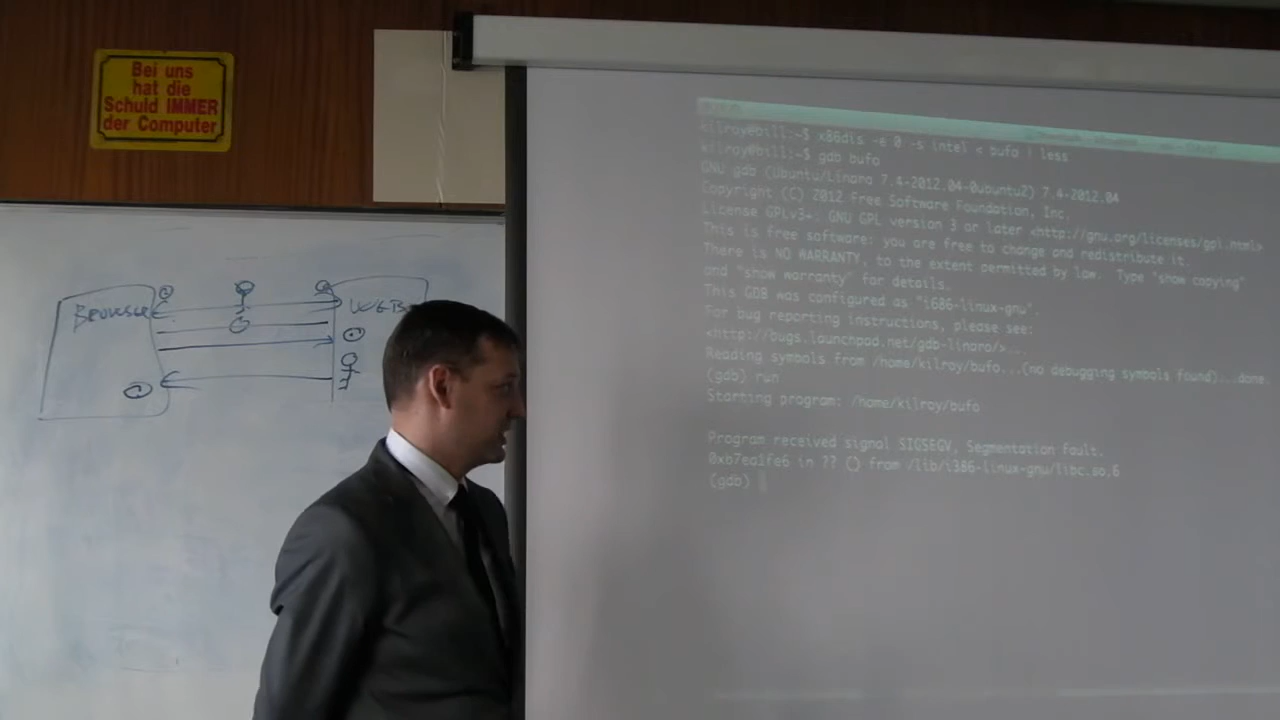 Bei uns
hat die
Schuld IMMER
der Computer
BROWSER
WEBS
kilroy@bill:~$ x86dis -e 0 -s intel < bufo | less
kilroy@bill:~$ gdb bufo
GNU gdb (Ubuntu/Linaro 7.4-2012.04-0ubuntu2) 7.4-2012.04
Copyright (C) 2012 Free Software Foundation, Inc.
License GPLv3+: GNU GPL version 3 or later <http://gnu.org/licenses/gpl.html>
This is free software: you are free to change and redistribute it.
There is NO WARRANTY, to the extent permitted by law.  Type "show copying"
and "show warranty" for details.
This GDB was configured as "i686-linux-gnu".
For bug reporting instructions, please see:
<http://bugs.launchpad.net/gdb-linaro/>...
Reading symbols from /home/kilroy/bufo...(no debugging symbols found)...done.
(gdb) run
Starting program: /home/kilroy/bufo
Program received signal SIGSEGV, Segmentation fault.
0xb7ea1fe6 in ?? () from /lib/i386-linux-gnu/libc.so.6
(gdb)